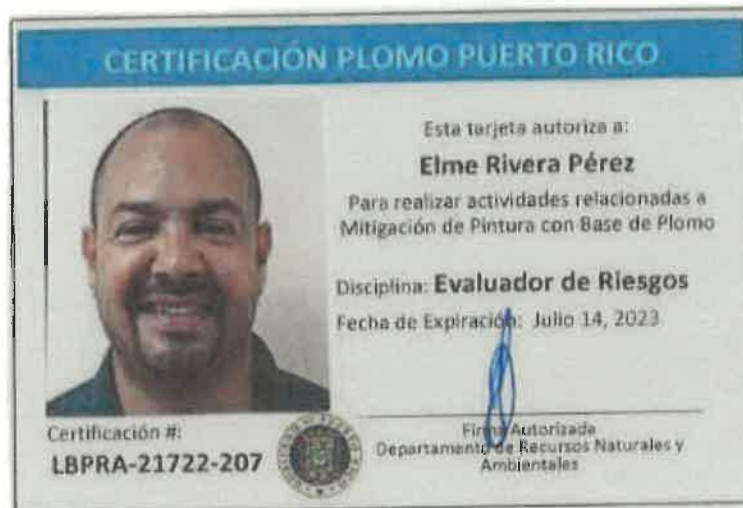 CERTIFICACIÓN PLOMO PUERTO RICO
Esta tarjeta autoriza a:
Elme Rivera Pérez
Para realizar actividades relacionadas a
Mitigación de Pintura con Base de Plomo
Disciplina: Evaluador de Riesgos
Fecha de Expiración: Julio 14, 2023
Firma Autorizada
Departamento de Recursos Naturales y
Ambientales
Certificación #:
LBPRA-21722-207